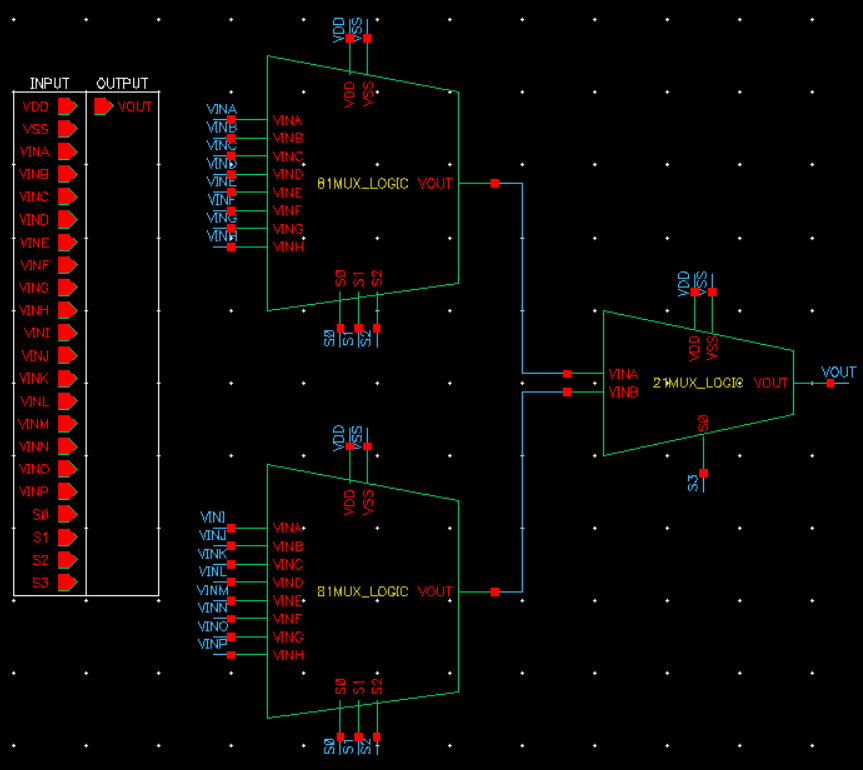 INPUT OUTPUT
VDD
VSS
VINA
VINB
VINC
VIND
VINE
VINF
VING
VINH
VINI
VINJ
VINK
VINL
VINM
VINN
VINO
VINP
S0
S1
S2
S3
VOUT
VDD VSS
VDD VSS
VINA
VINB
VINC
VIND
VINE
VINF
VING
VINH
VINA
VINB
VINC
VIND
VINE
VINF
VING
VINH
81MUX_LOGIC VOUT
S0 S1 S2
S0 S1 S2
VDD VSS
VDD VSS
VINI
VINJ
VINK
VINL
VINM
VINN
VINO
VINP
VINA
VINB
VINC
VIND
VINE
VINF
VING
VINH
81MUX_LOGIC VOUT
S0 S1 S2
S0 S1 S2
VDD VSS
VDD VSS
VINA
VINB
21MUX_LOGIC VOUT
VOUT
S0
S3